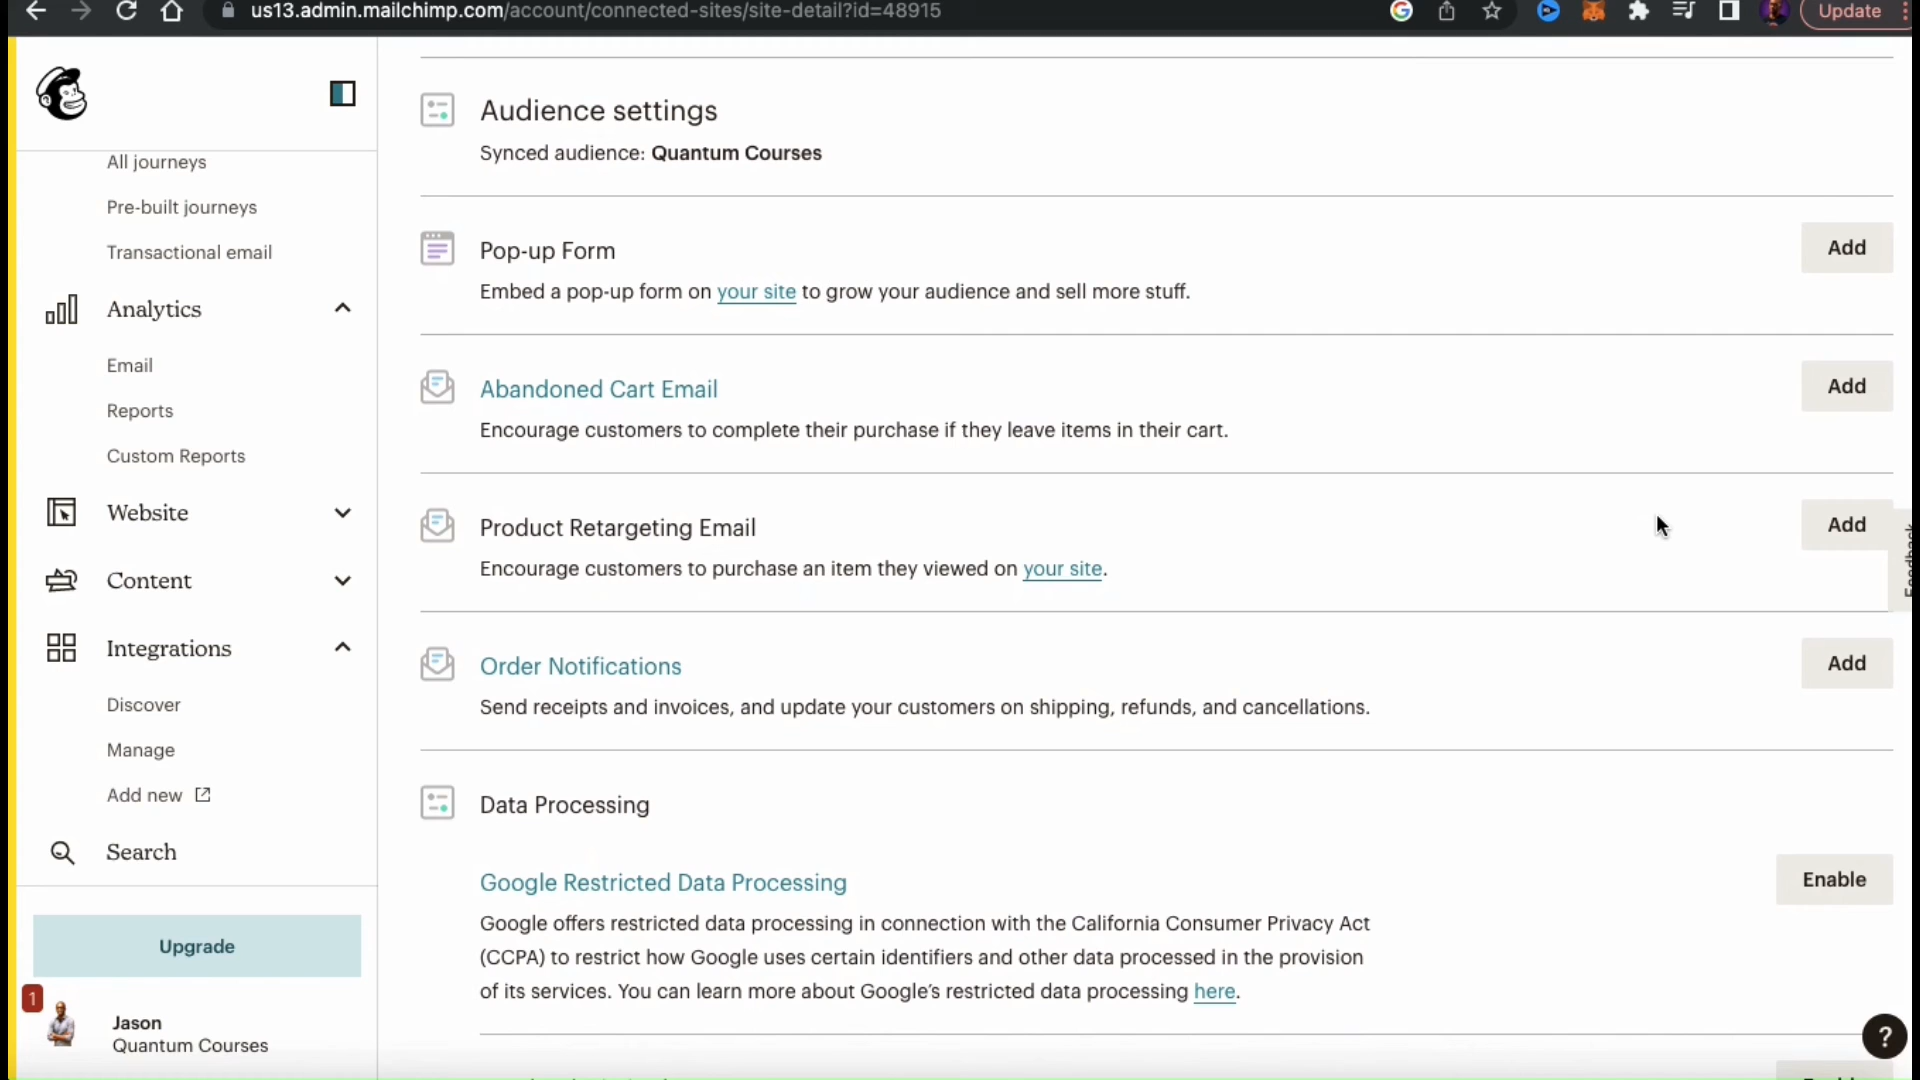 us13.admin.mailchimp.com/account/connected-sites/site-detail?id=48915
Update
All journeys
Pre-built journeys
Transactional email
Analytics
Email
Reports
Custom Reports
Website
Content
Integrations
Discover
Manage
Add new
Search
Upgrade
1
Jason
Quantum Courses
Audience settings
Synced audience: Quantum Courses
Pop-up Form
Add
Embed a pop-up form on your site to grow your audience and sell more stuff.
Abandoned Cart Email
Add
Encourage customers to complete their purchase if they leave items in their cart.
Product Retargeting Email
Add
Encourage customers to purchase an item they viewed on your site.
Feedback
Order Notifications
Add
Send receipts and invoices, and update your customers on shipping, refunds, and cancellations.
Data Processing
Google Restricted Data Processing
Enable
Google offers restricted data processing in connection with the California Consumer Privacy Act
(CCPA) to restrict how Google uses certain identifiers and other data processed in the provision
of its services. You can learn more about Google’s restricted data processing here.
?